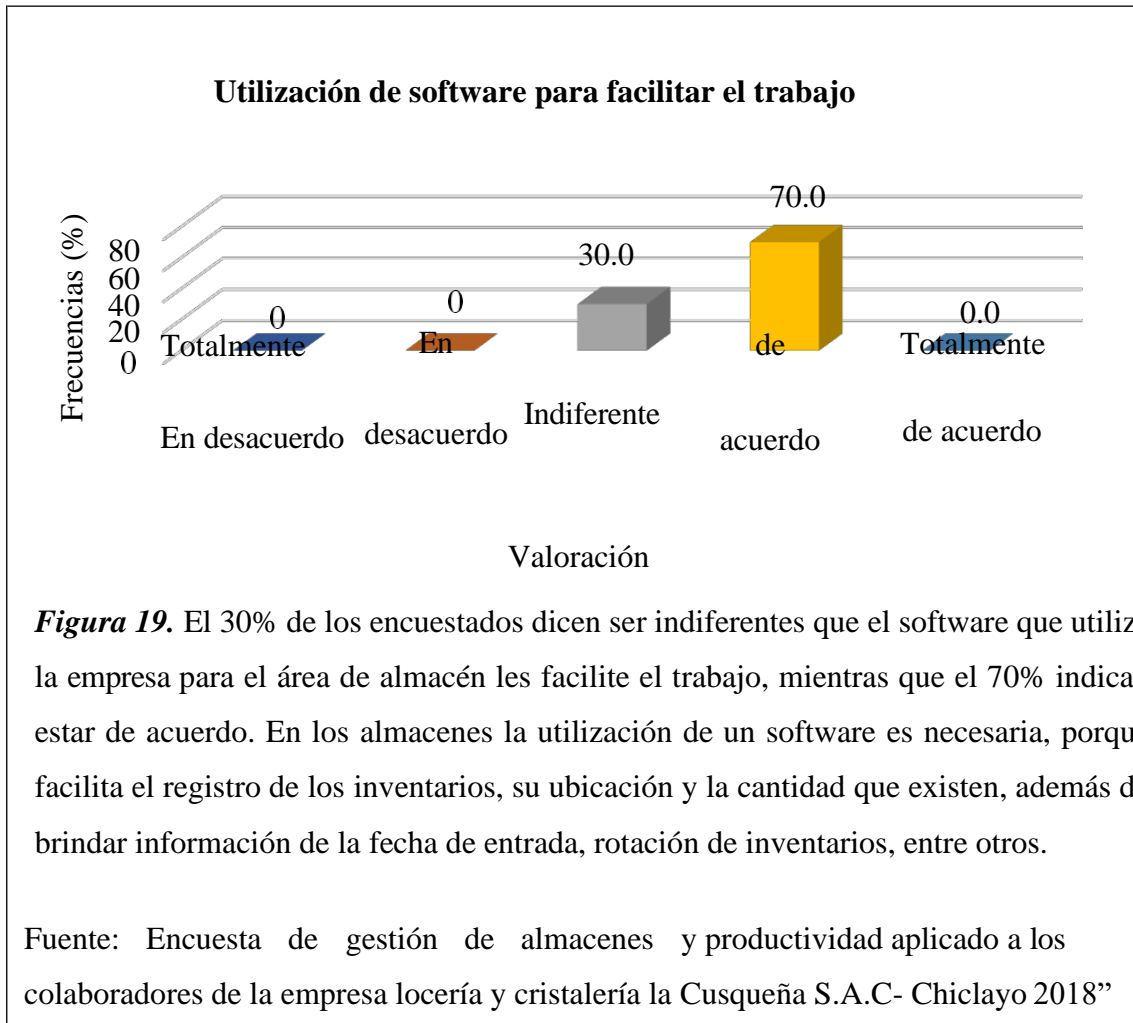 Utilización de software para facilitar el trabajo
Frecuencias (%)
80
60
40
20
0
0
0
30.0
70.0
0.0
Totalmente
En desacuerdo
En
desacuerdo
Indiferente
de
acuerdo
Totalmente
de acuerdo
Valoración
Figura 19. El 30% de los encuestados dicen ser indiferentes que el software que utiliz
la empresa para el área de almacén les facilite el trabajo, mientras que el 70% indica
estar de acuerdo. En los almacenes la utilización de un software es necesaria, porqu
facilita el registro de los inventarios, su ubicación y la cantidad que existen, además d
brindar información de la fecha de entrada, rotación de inventarios, entre otros.
Fuente: Encuesta de gestión de almacenes y productividad aplicado a los
colaboradores de la empresa locería y cristalería la Cusqueña S.A.C- Chiclayo 2018”